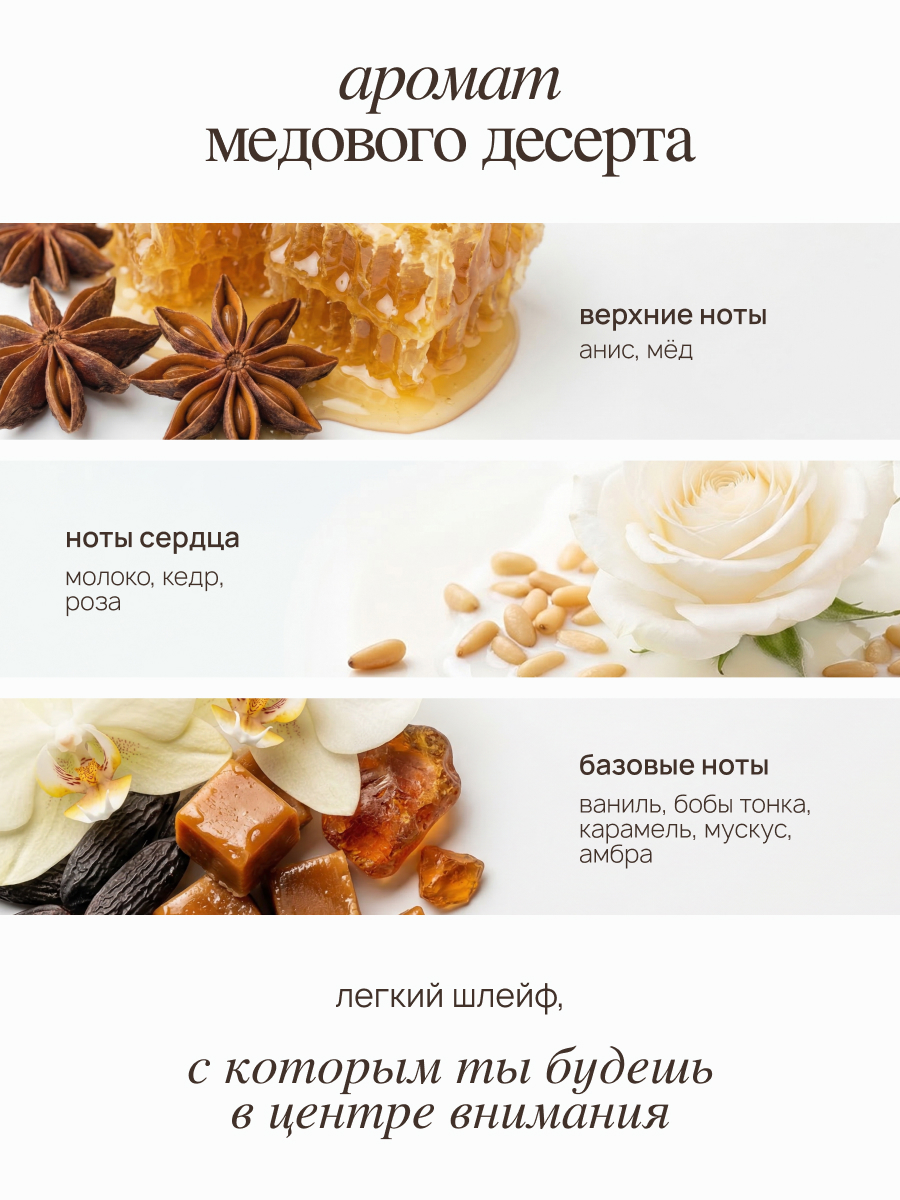 аромат
медового десерта
верхние ноты
анис, мёд
ноты сердца
молоко, кедр,
роза
базовые ноты
ваниль, бобы тонка,
карамель, мускус,
амбра
легкий шлейф,
с которым ты будешь
в центре внимания